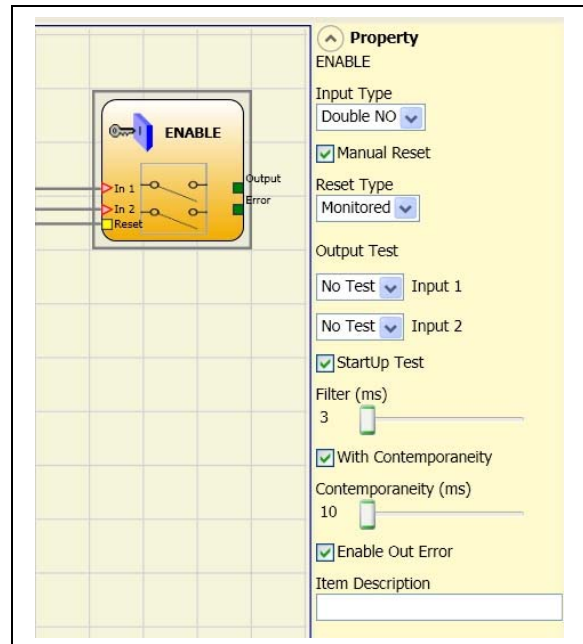 ENABLE
In 1
In 2
Reset
Output
Error
Property
ENABLE
Input Type
Double NO
Manual Reset
Reset Type
Monitored
Output Test
No Test Input 1
No Test Input 2
StartUp Test
Filter (ms)
3
With Contemporaneity
Contemporaneity (ms)
10
Enable Out Error
Item Description